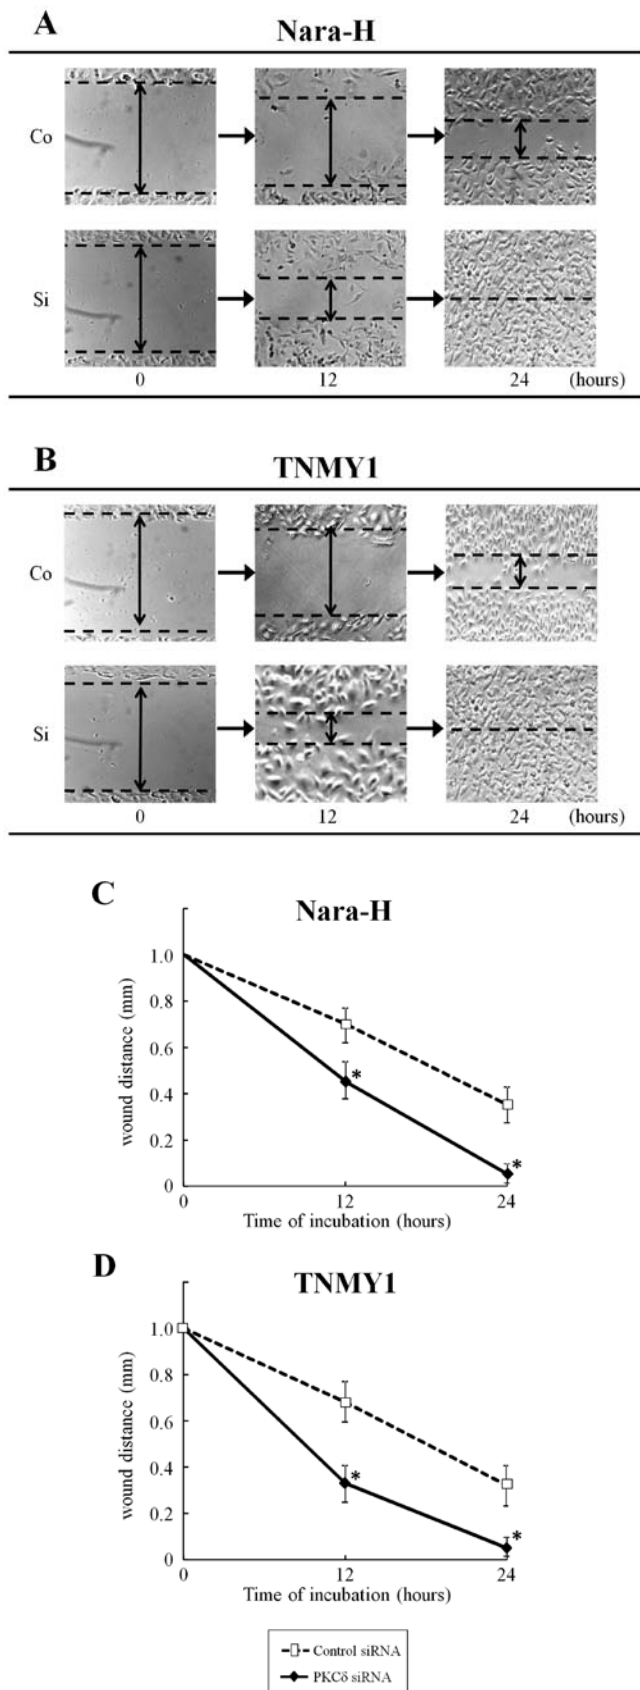 A
Nara-H
Co
Si
0 12 24 (hours)
B
TNMY1
Co
Si
0 12 24 (hours)
C
Nara-H
wound distance (mm)
1.0
0.8
0.6
0.4
0.2
0
*
*
0 12 24
Time of incubation (hours)
D
TNMY1
wound distance (mm)
1.0
0.8
0.6
0.4
0.2
0
*
*
0 12 24
Time of incubation (hours)
Control siRNA
PKCδ siRNA